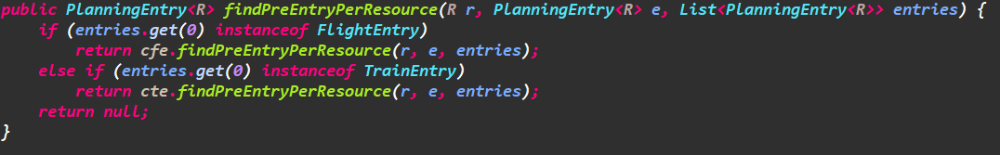 public PlanningEntry<R> findPreEntryPerResource(R r, PlanningEntry<R> e, List<PlanningEntry<R>> entries) {
    if (entries.get(0) instanceof FlightEntry)
        return cfe.findPreEntryPerResource(r, e, entries);
    else if (entries.get(0) instanceof TrainEntry)
        return cte.findPreEntryPerResource(r, e, entries);
    return null;
}